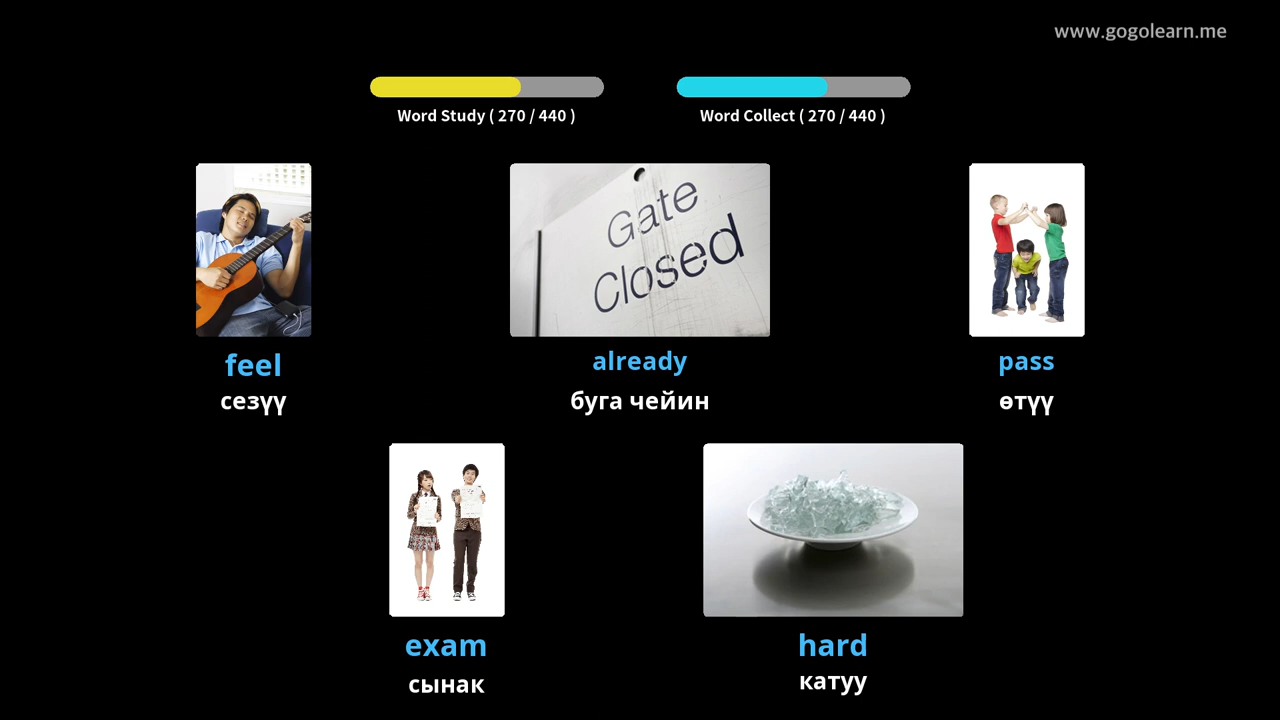 www.gogolearn.me
Word Study ( 270 / 440 )
Word Collect ( 270 / 440 )
Gate
Closed
feel
already
pass
сезүү
буга чейин
өтүү
exam
hard
сынак
катуу